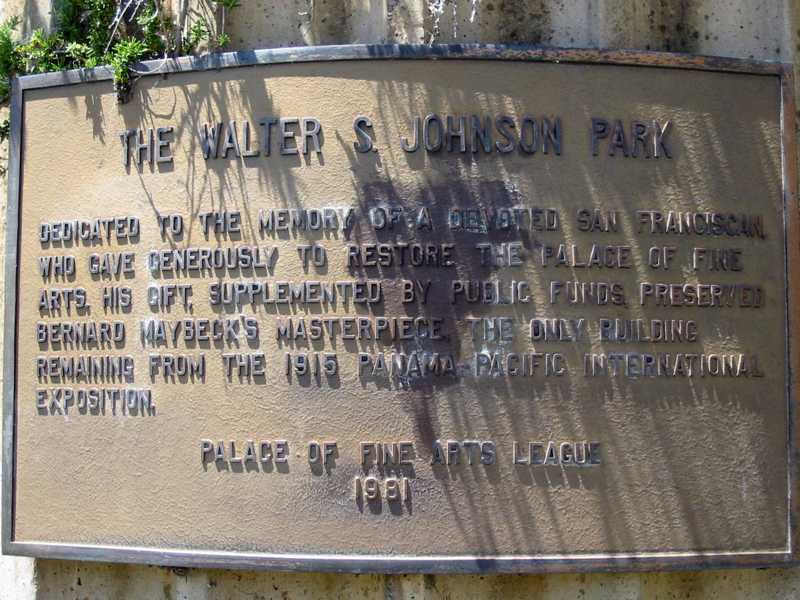 THE WALTER S. JOHNSON PARK
DEDICATED TO THE MEMORY OF A DEVOTED SAN FRANCISCAN,
WHO GAVE GENEROUSLY TO RESTORE THE PALACE OF FINE
ARTS. HIS GIFT, SUPPLEMENTED BY PUBLIC FUNDS, PRESERVED
BERNARD MAYBECK'S MASTERPIECE, THE ONLY BUILDING
REMAINING FROM THE 1915 PANAMA-PACIFIC INTERNATIONAL
EXPOSITION.
PALACE OF FINE ARTS LEAGUE
1981